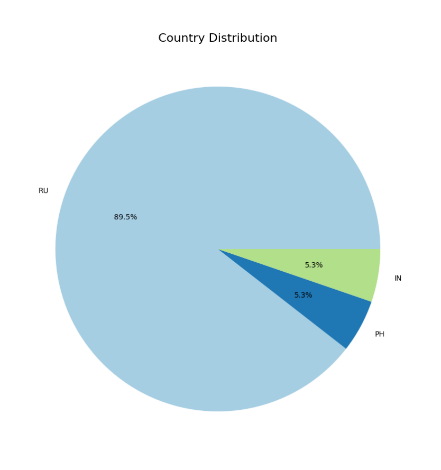 Country Distribution
RU
89.5%
5.3%
IN
5.3%
PH